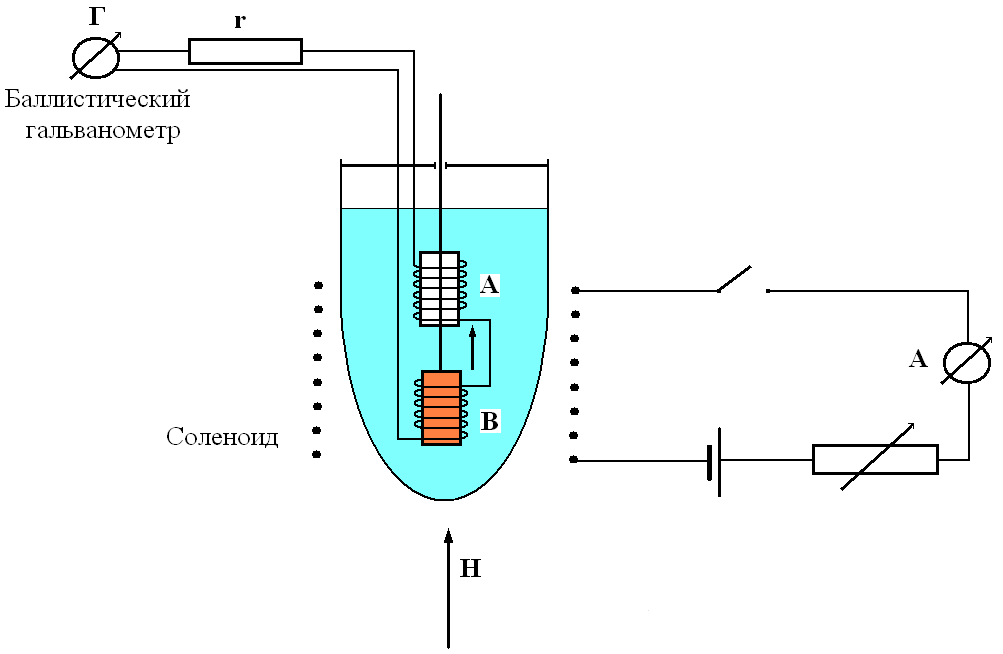 Г
r
Баллистический
гальванометр
А
А
В
Соленоид
Н